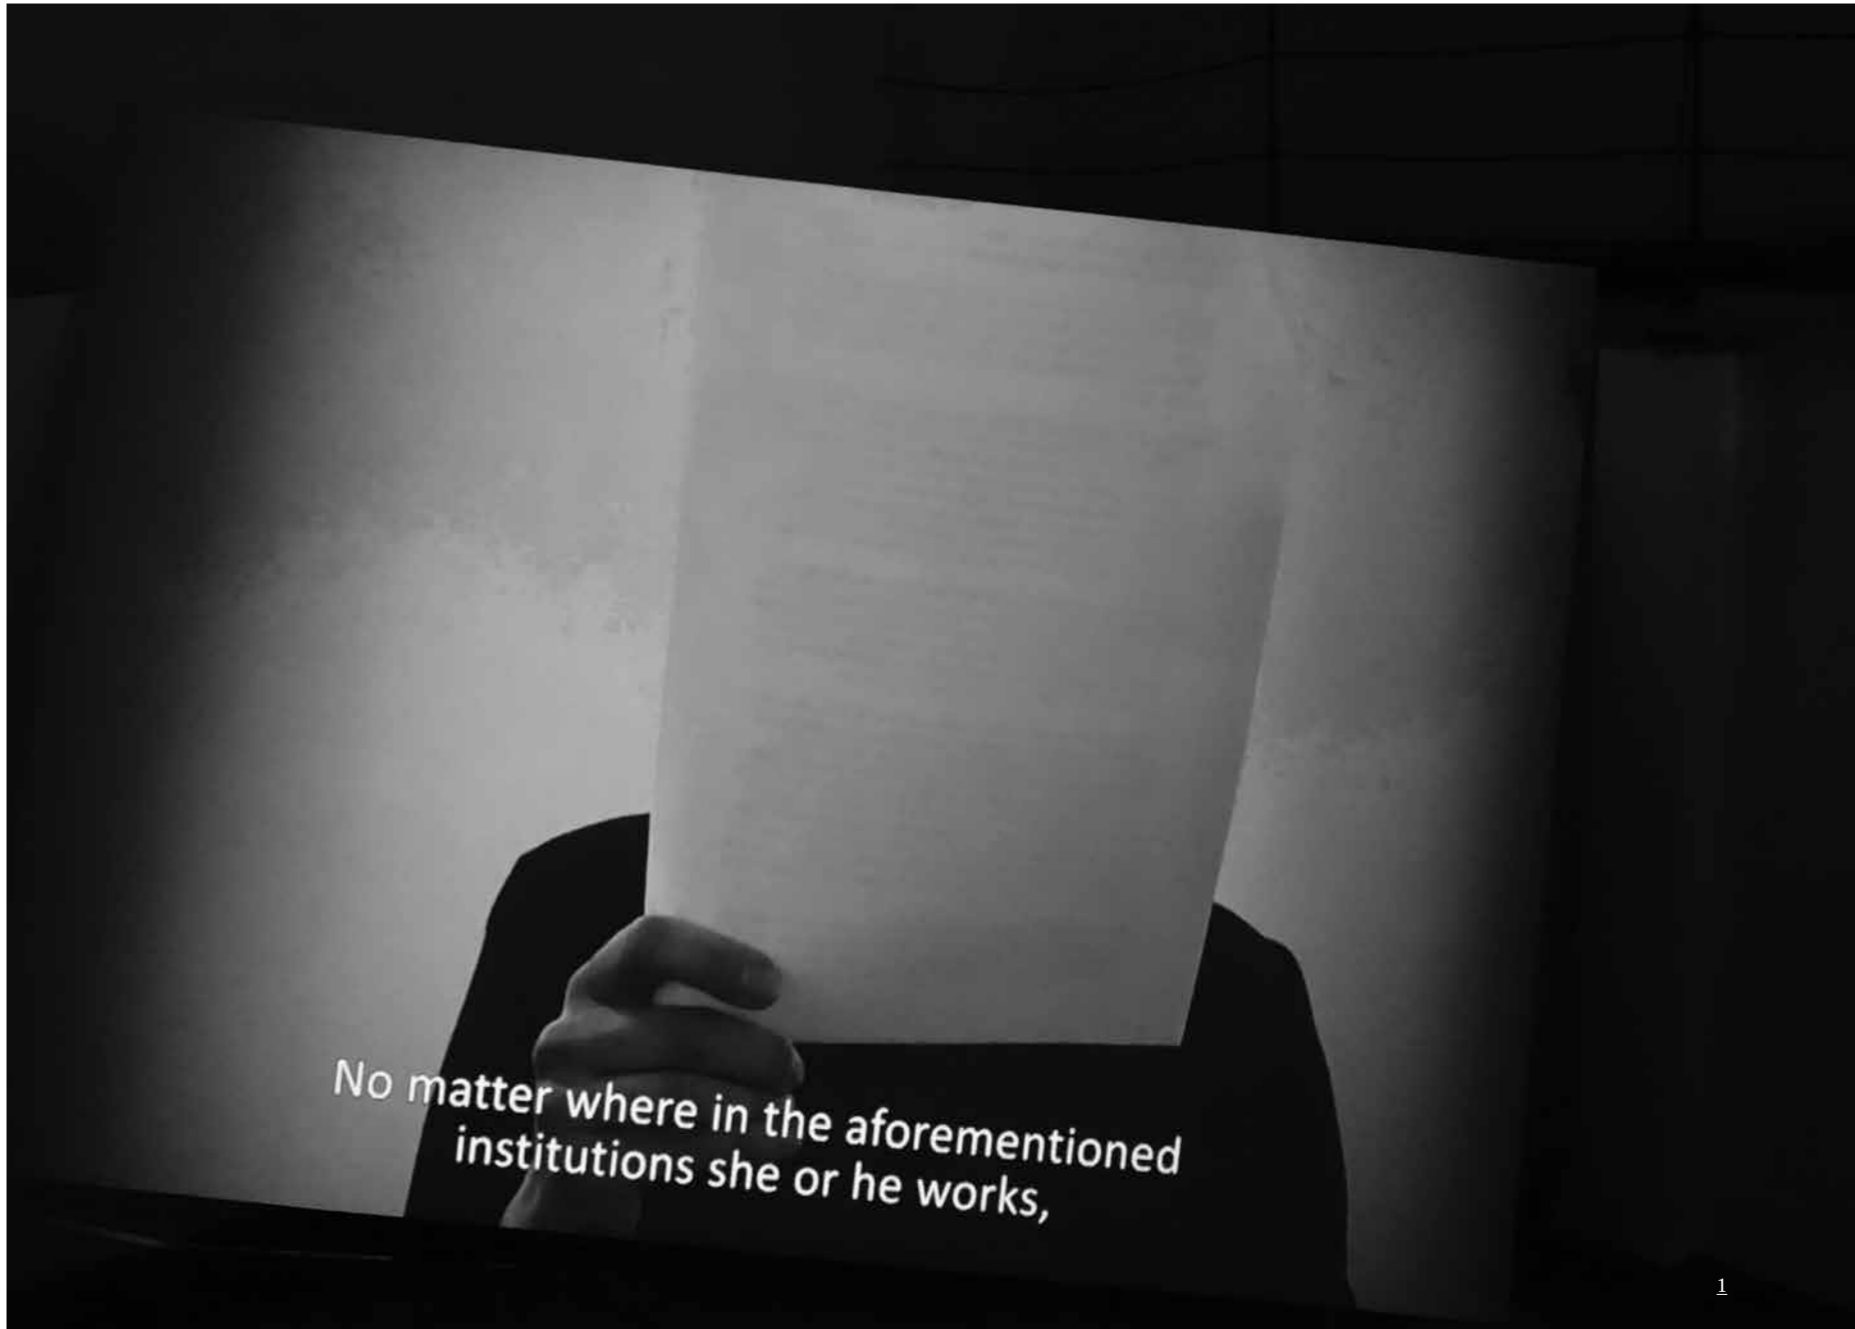 No matter where in the aforementioned
institutions she or he works,
1